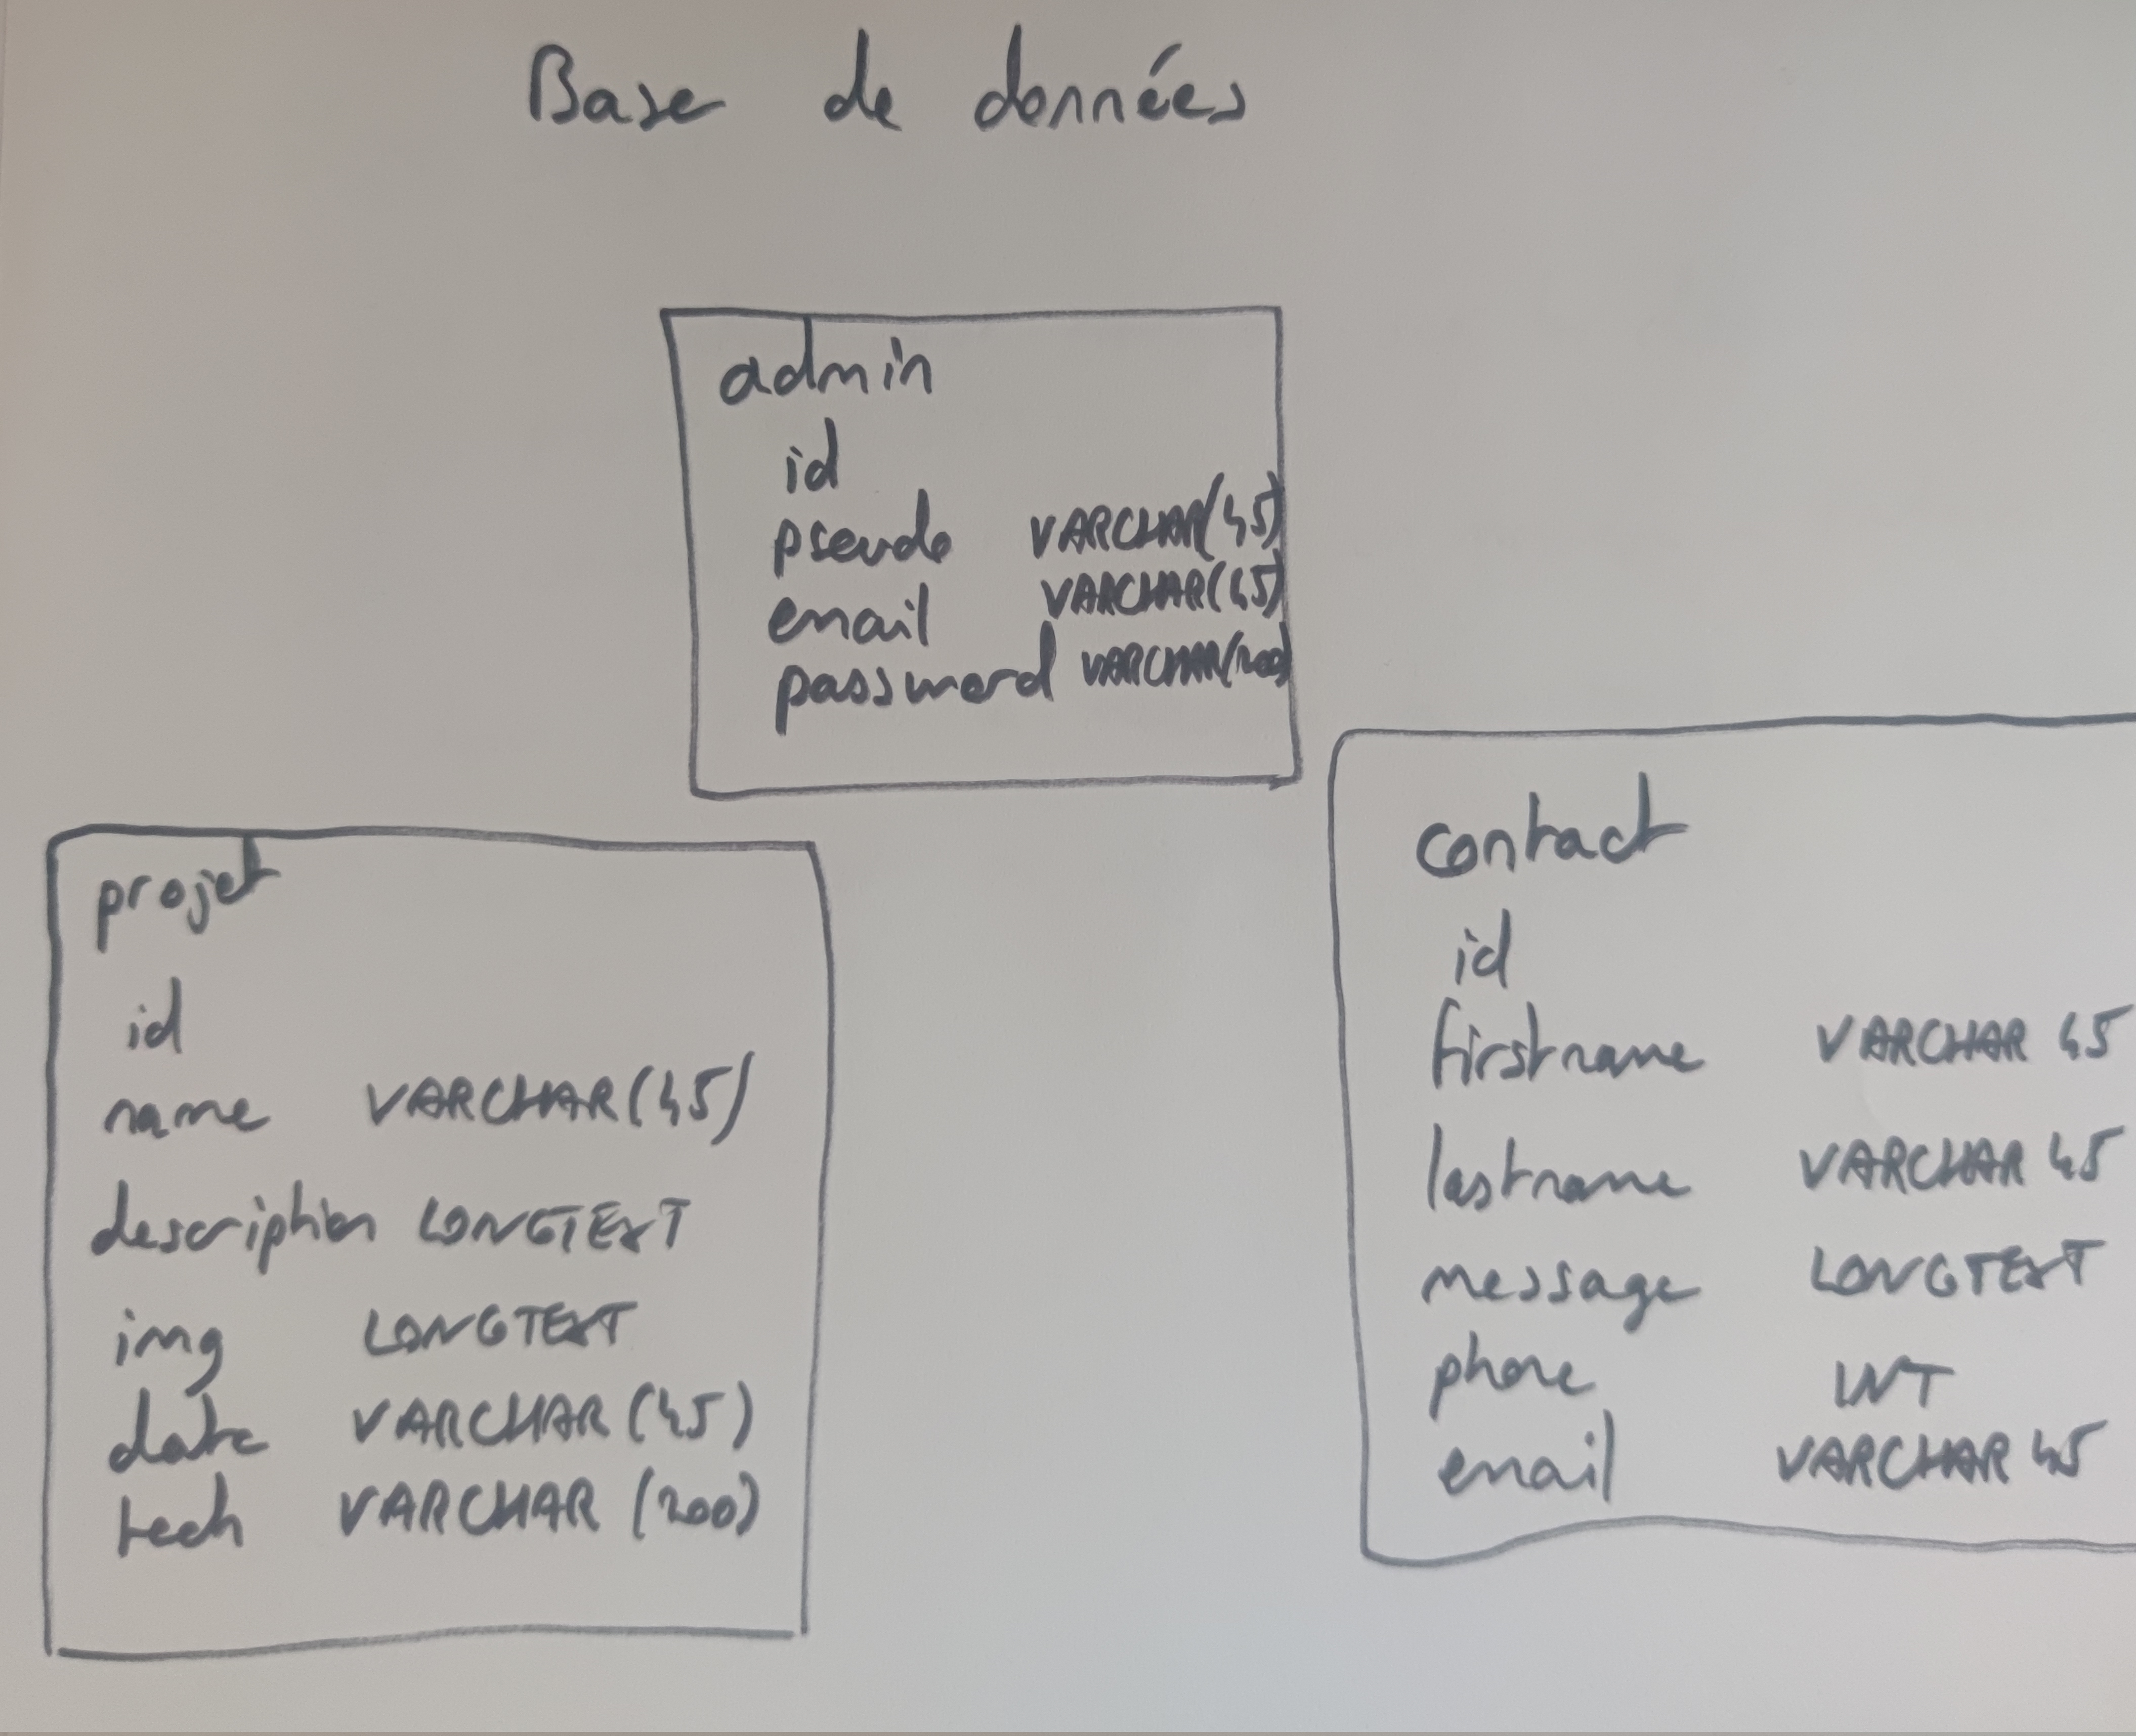 Base de données
admin
id
pseudo VARCHAR(45)
email VARCHAR(45)
password VARCHAR(200)
projet
id
name VARCHAR(45)
description LONGTEXT
img LONGTEXT
date VARCHAR (45)
tech VARCHAR (200)
contact
id
firstname VARCHAR 45
lastname VARCHAR 45
message LONGTEXT
phone INT
email VARCHAR 45